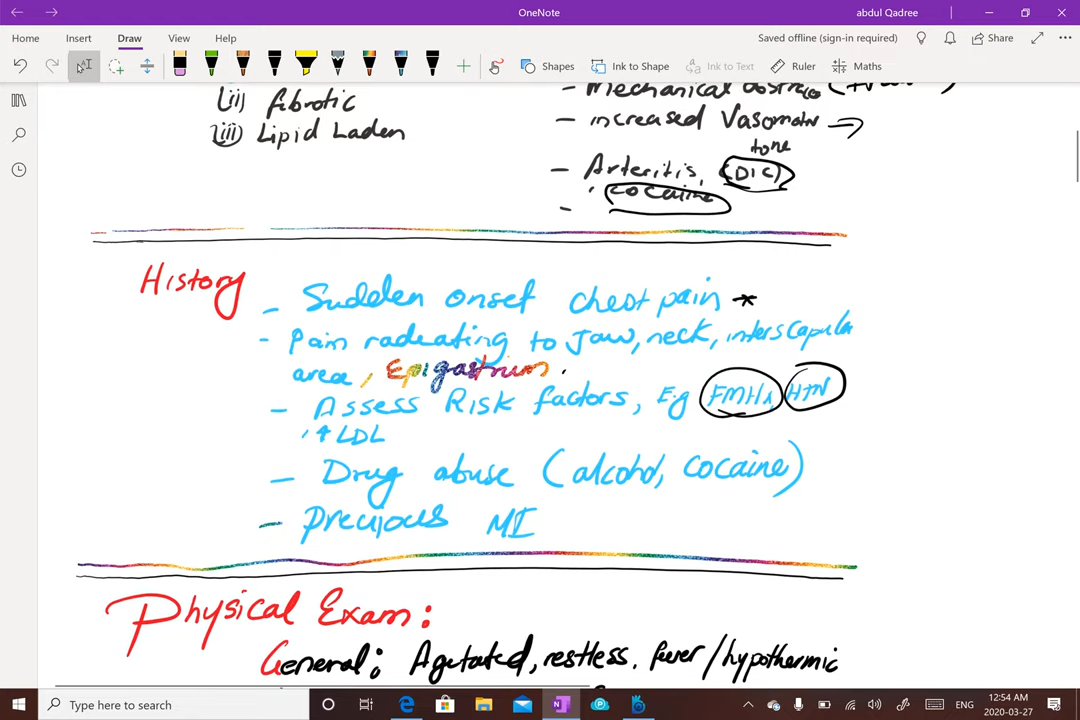 OneNote
abdul Qadree
Home Insert Draw View Help
Saved offline (sign-in required)
Share
Shapes
Ink to Shape
Ink to Text
Ruler
Maths
(ii) fibrotic
(iii) Lipid Laden
- Mechanical
- increased Vasomotor
tone
- Arteritis, (DIC)
cocaine
-
History
- Sudden onset chest pain *
- Pain radeating to Jaw, neck, interscapular
area, Epigastrium.
- Assess Risk factors, E.g FMHx, HTN
, ↑ LDL
- Drug abuse (alcohol, cocaine)
- Previous MI
Physical Exam:
General: Agetated, restless, fever/hypothermic
Type here to search
ENG
12:54 AM
2020-03-27